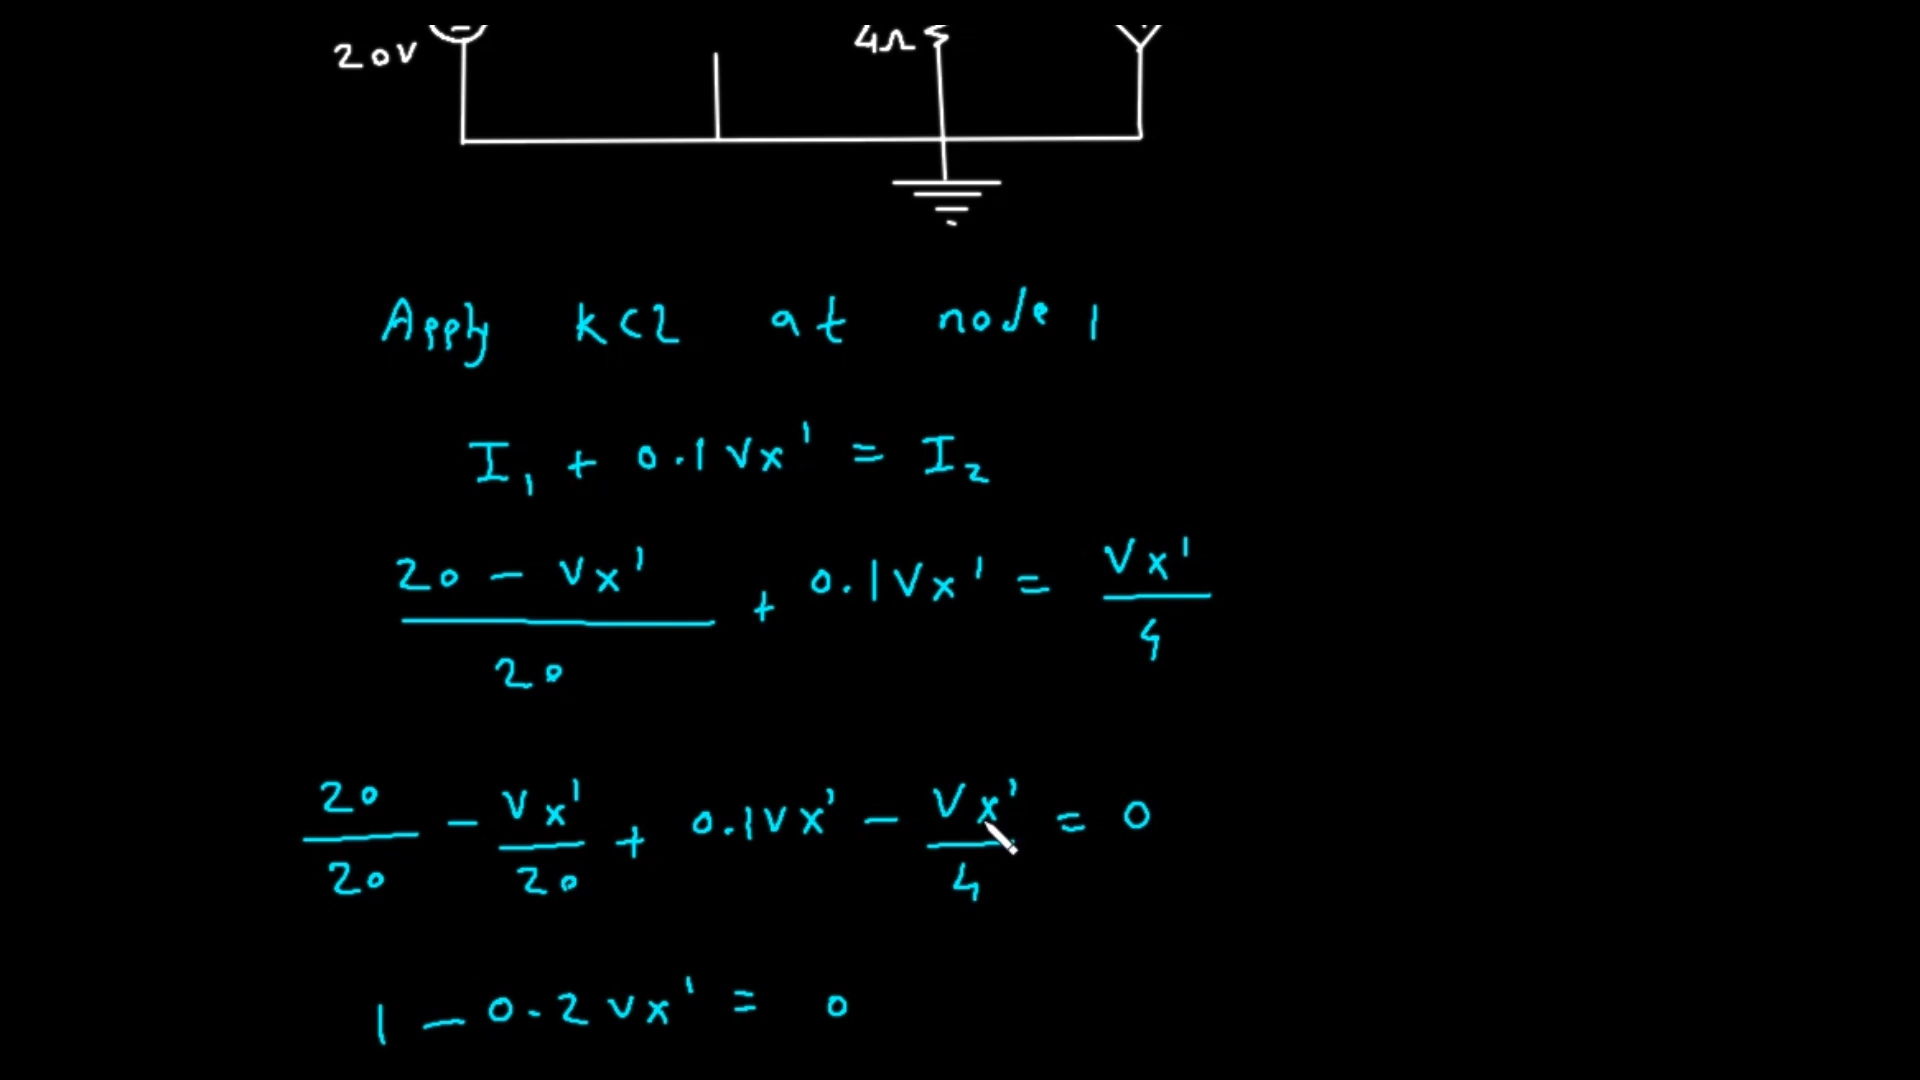 20V 4Ω
Apply KCL at node 1
I₁ + 0.1Vx' = I₂
(20 - Vx')/20 + 0.1Vx' = Vx'/4
20/20 - Vx'/20 + 0.1Vx' - Vx'/4 = 0
1 - 0.2Vx' = 0